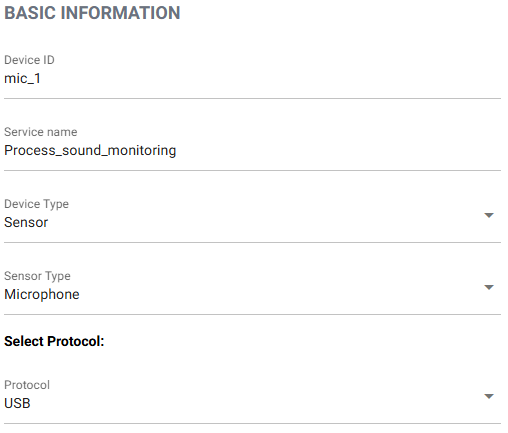 BASIC INFORMATION
Device ID
mic_1
Service name
Process_sound_monitoring
Device Type
Sensor
Sensor Type
Microphone
Select Protocol:
Protocol
USB